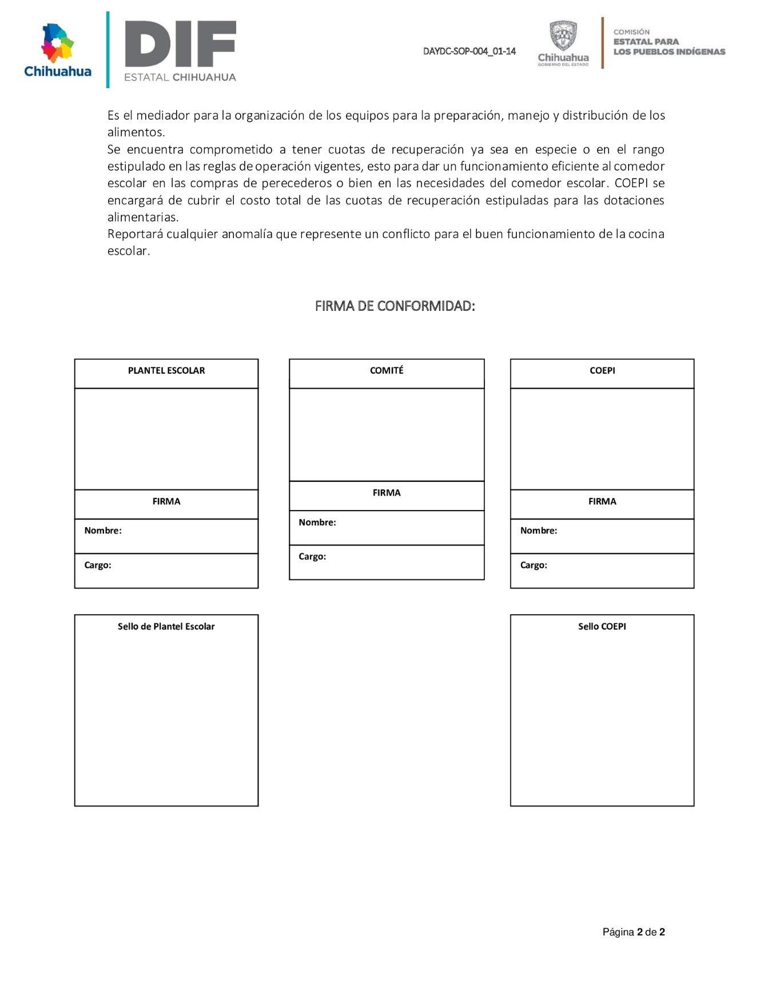 Chihuahua
DIF
ESTATAL CHIHUAHUA
DAYDC-SOP-004_01-14
Chihuahua
GOBIERNO DEL ESTADO
COMISIÓN
ESTATAL PARA
LOS PUEBLOS INDÍGENAS
Es el mediador para la organización de los equipos para la preparación, manejo y distribución de los
alimentos.
Se encuentra comprometido a tener cuotas de recuperación ya sea en especie o en el rango
estipulado en las reglas de operación vigentes, esto para dar un funcionamiento eficiente al comedor
escolar en las compras de perecederos o bien en las necesidades del comedor escolar. COEPI se
encargará de cubrir el costo total de las cuotas de recuperación estipuladas para las dotaciones
alimentarias.
Reportará cualquier anomalía que represente un conflicto para el buen funcionamiento de la cocina
escolar.
FIRMA DE CONFORMIDAD:
PLANTEL ESCOLAR
FIRMA
Nombre:
Cargo:
COMITÉ
FIRMA
Nombre:
Cargo:
COEPI
FIRMA
Nombre:
Cargo:
Sello de Plantel Escolar
Sello COEPI
Página 2 de 2